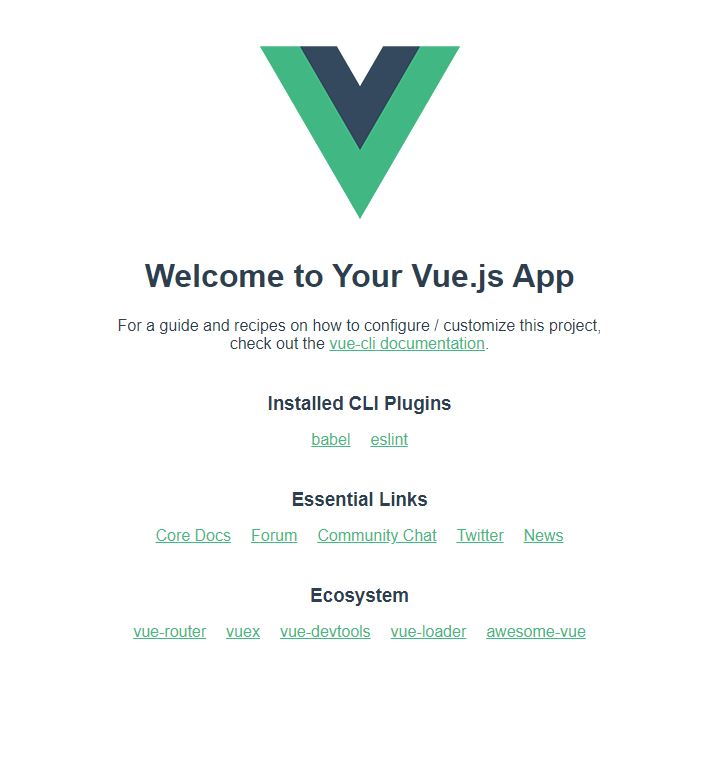 Welcome to Your Vue.js App
For a guide and recipes on how to configure / customize this project,
check out the vue-cli documentation.
Installed CLI Plugins
babel eslint
Essential Links
Core Docs Forum Community Chat Twitter News
Ecosystem
vue-router vuex vue-devtools vue-loader awesome-vue